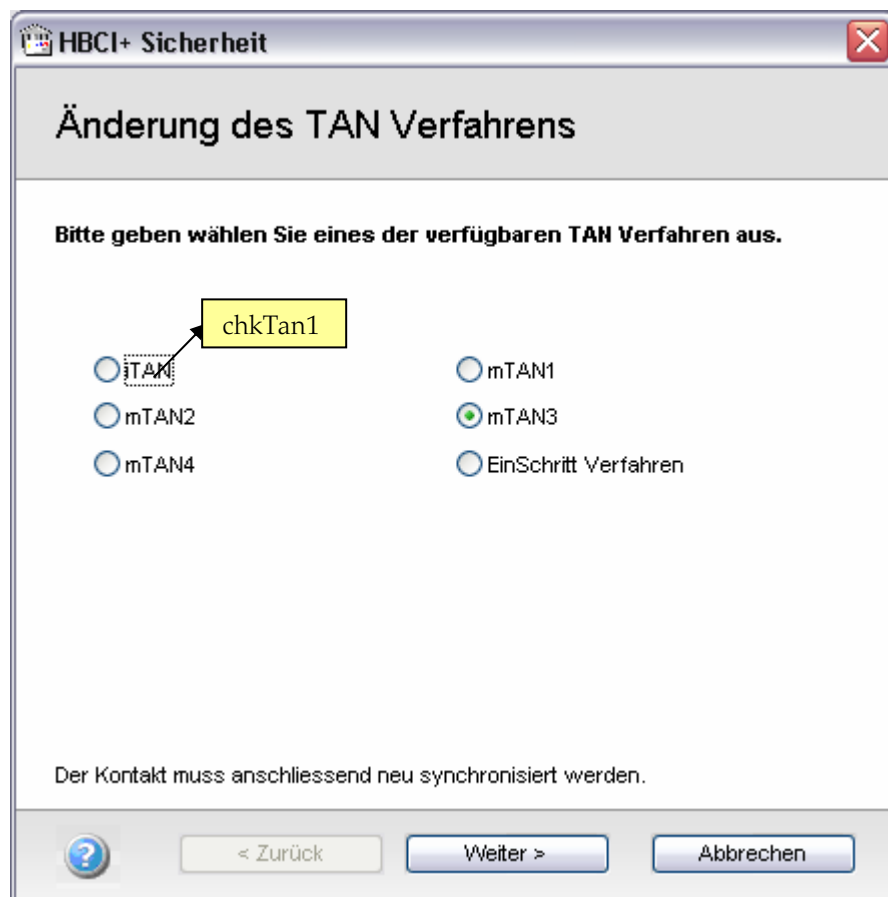 HBCI+ Sicherheit
Änderung des TAN Verfahrens
Bitte geben wählen Sie eines der verfügbaren TAN Verfahren aus.
chkTan1
iTAN
mTAN1
mTAN2
mTAN3
mTAN4
EinSchritt Verfahren
Der Kontakt muss anschliessend neu synchronisiert werden.
?
< Zurück
Weiter >
Abbrechen